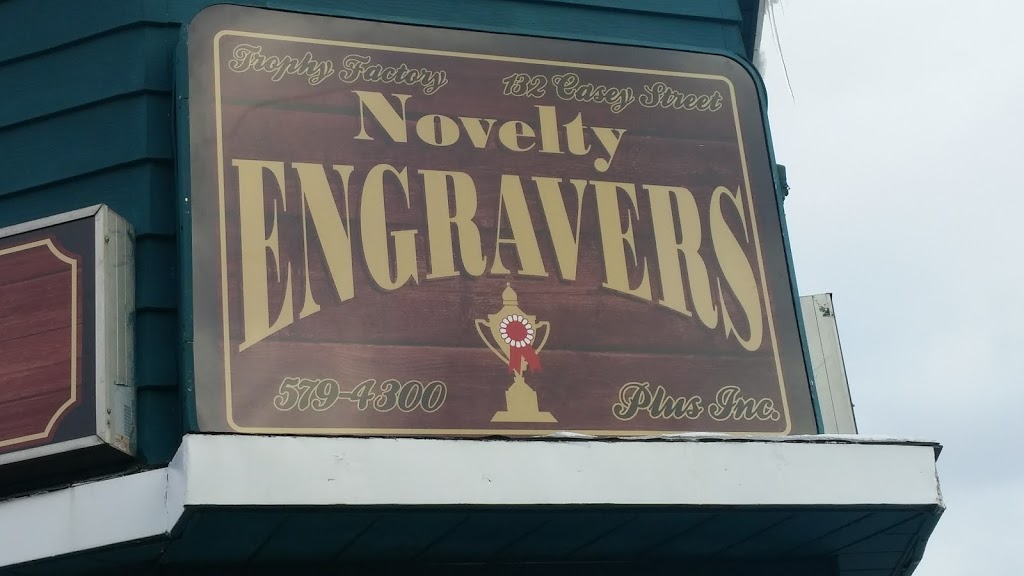 Trophy Factory 132 Casey Street
Novelty
ENGRAVERS
579-4300 Plus Inc.